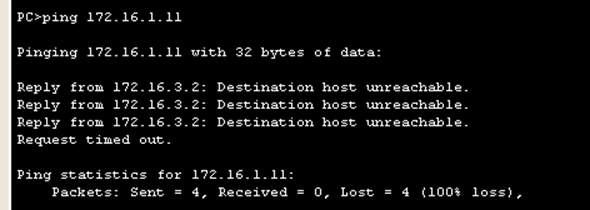 PC>ping 172.16.1.11
Pinging 172.16.1.11 with 32 bytes of data:
Reply from 172.16.3.2: Destination host unreachable.
Reply from 172.16.3.2: Destination host unreachable.
Reply from 172.16.3.2: Destination host unreachable.
Request timed out.
Ping statistics for 172.16.1.11:
Packets: Sent = 4, Received = 0, Lost = 4 (100% loss),